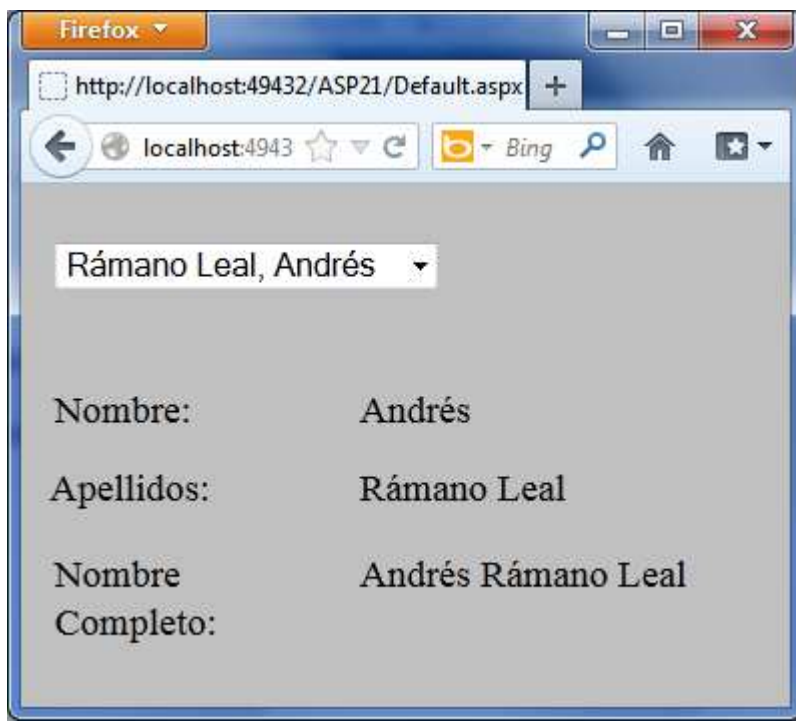 Firefox
http://localhost:49432/ASP21/Default.aspx
localhost:4943
Bing
Rámano Leal, Andrés
Nombre: Andrés
Apellidos: Rámano Leal
Nombre Andrés Rámano Leal
Completo: